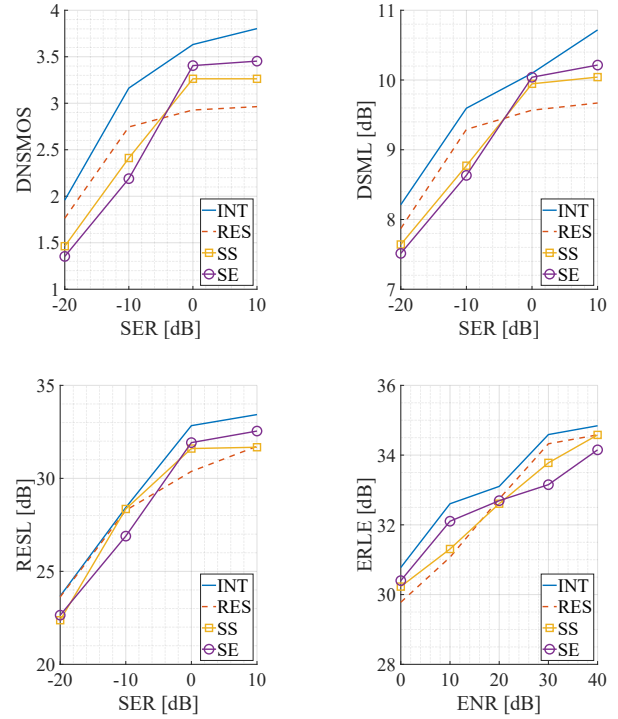 4
3.5
3
2.5
2
1.5
1
DNSMOS
-20
-10
0
10
SER [dB]
INT
RES
SS
SE
11
10
9
8
7
DSML [dB]
-20
-10
0
10
SER [dB]
INT
RES
SS
SE
35
30
25
20
RESL [dB]
-20
-10
0
10
SER [dB]
INT
RES
SS
SE
36
34
32
30
28
ERLE [dB]
0
10
20
30
40
ENR [dB]
INT
RES
SS
SE